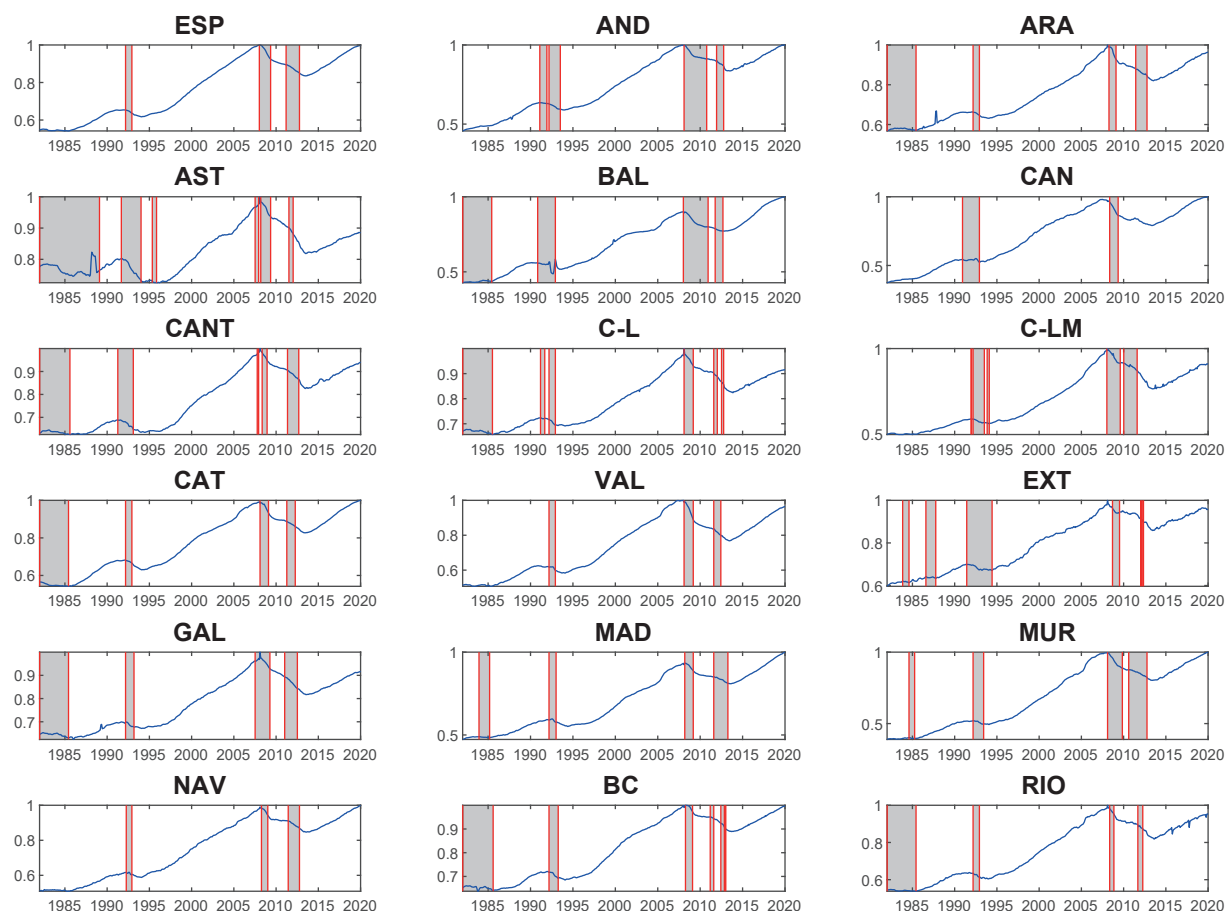 ESP AND ARA
1 1 1
0.8 0.8
0.6 0.5 0.6
1985 1990 1995 2000 2005 2010 2015 2020 1985 1990 1995 2000 2005 2010 2015 2020 1985 1990 1995 2000 2005 2010 2015 2020
AST BAL CAN
1 1 1
0.9
0.8 0.5 0.5
1985 1990 1995 2000 2005 2010 2015 2020 1985 1990 1995 2000 2005 2010 2015 2020 1985 1990 1995 2000 2005 2010 2015 2020
CANT C-L C-LM
1
0.9 0.9
0.8 0.8
0.7 0.7 0.5
1985 1990 1995 2000 2005 2010 2015 2020 1985 1990 1995 2000 2005 2010 2015 2020 1985 1990 1995 2000 2005 2010 2015 2020
CAT VAL EXT
1 1 1
0.8 0.8 0.8
0.6 0.6 0.6
1985 1990 1995 2000 2005 2010 2015 2020 1985 1990 1995 2000 2005 2010 2015 2020 1985 1990 1995 2000 2005 2010 2015 2020
GAL MAD MUR
1 1
0.9
0.8
0.7 0.5 0.5
1985 1990 1995 2000 2005 2010 2015 2020 1985 1990 1995 2000 2005 2010 2015 2020 1985 1990 1995 2000 2005 2010 2015 2020
NAV BC RIO
1 1
0.9
0.8 0.8 0.8
0.6 0.7 0.6
1985 1990 1995 2000 2005 2010 2015 2020 1985 1990 1995 2000 2005 2010 2015 2020 1985 1990 1995 2000 2005 2010 2015 2020